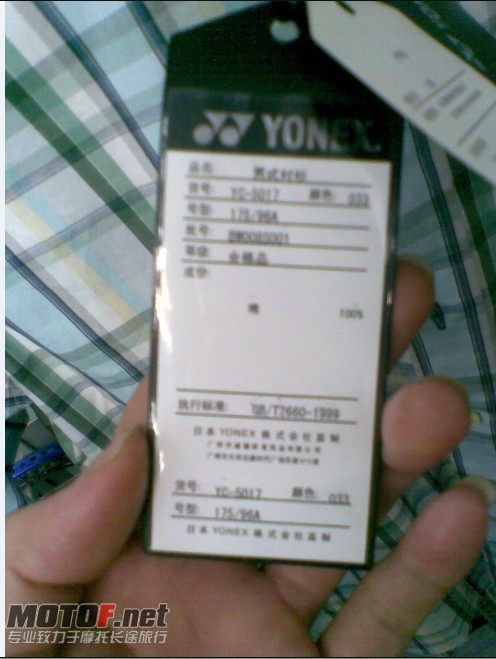 YONEX
品名: 男式衬衫
货号: YC-5017 颜色: 033
号型: 175/96A
批号:
等级: 合格品
成份:
棉 100%
执行标准: GB/T2660-1999
日本 YONEX 株式会社监制
货号: YC-5017 颜色: 033
号型: 175/96A
日本 YONEX 株式会社监制
MOTOF.net
专业致力于摩托长途旅行